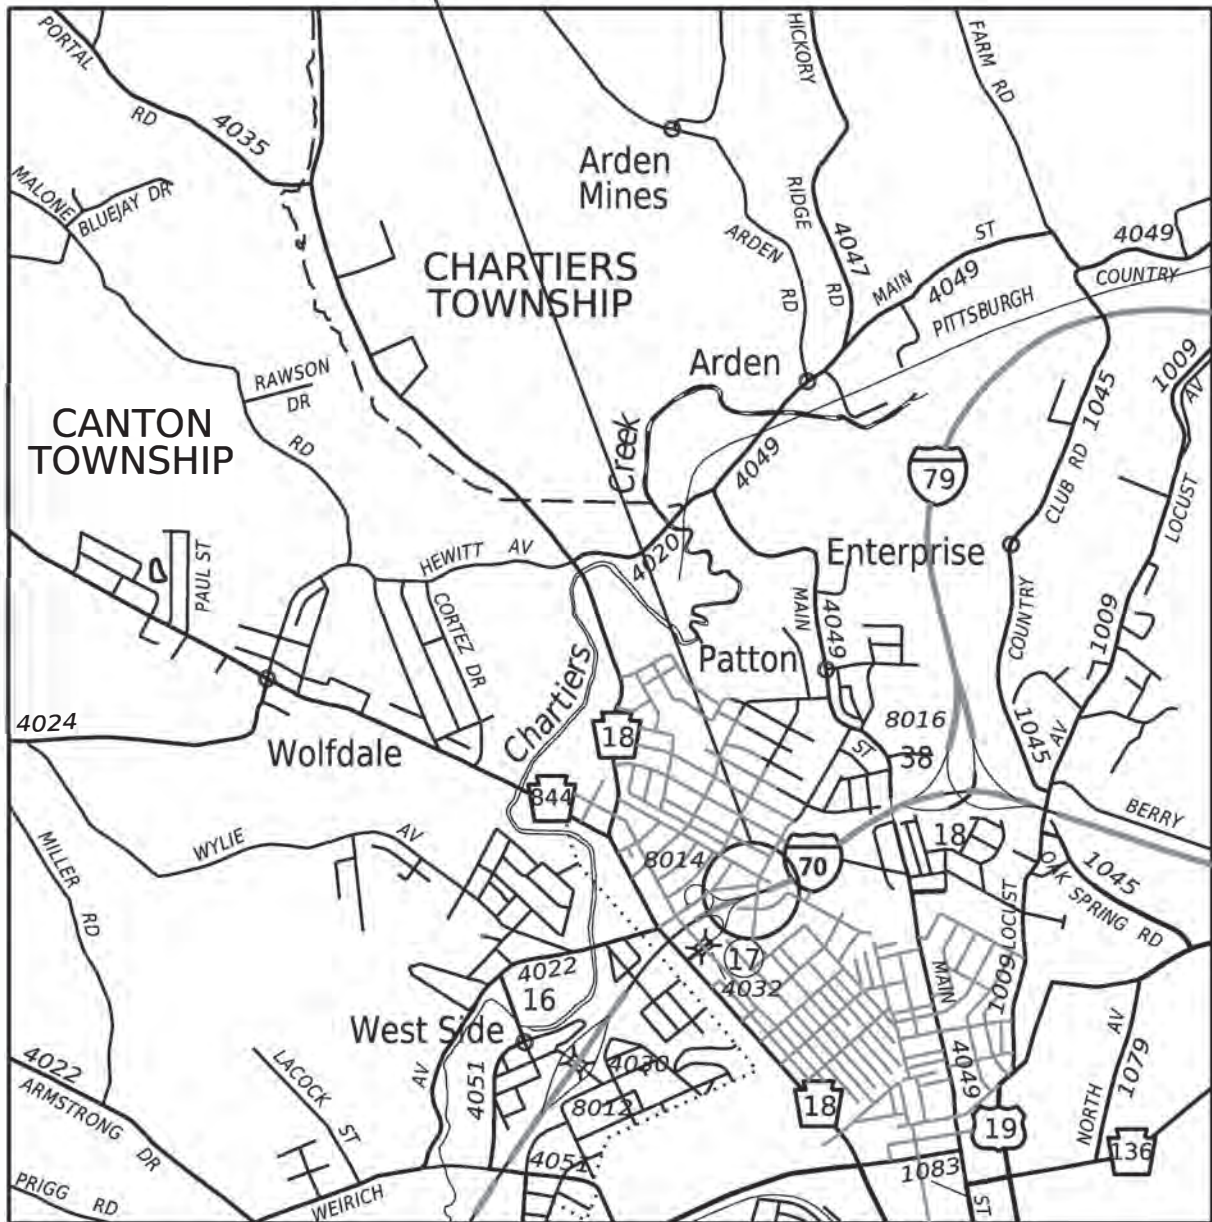 PORTAL
RD
4035
HICKORY
FARM RD
Arden
Mines
MALONE
BLUEJAY DR
RIDGE
RD
4047
ARDEN
RD
CHARTIERS
TOWNSHIP
MAIN
ST
4049
4049
COUNTRY
PITTSBURGH
Arden
RAWSON
DR
RD
CANTON
TOWNSHIP
Creek
4049
1045
1009
AV
79
CLUB RD
LOCUST
PAUL ST
HEWITT AV
4020
Enterprise
CORTEZ DR
MAIN
4049
COUNTRY
1009
Chartiers
Patton
4024
Wolfdale
18
8016
ST
38
1045
AV
844
BERRY
MILLER
RD
WYLIE
AV
8014
70
18
1045
OAK SPRING RD
LOCUST
1009
4022
16
17
4032
MAIN
West Side
4022
ARMSTRONG
DR
LACOCK
ST
AV
4051
4030
8012
4049
AV
1079
NORTH
18
19
136
4051
1083
PRIGG RD
WEIRICH
ST